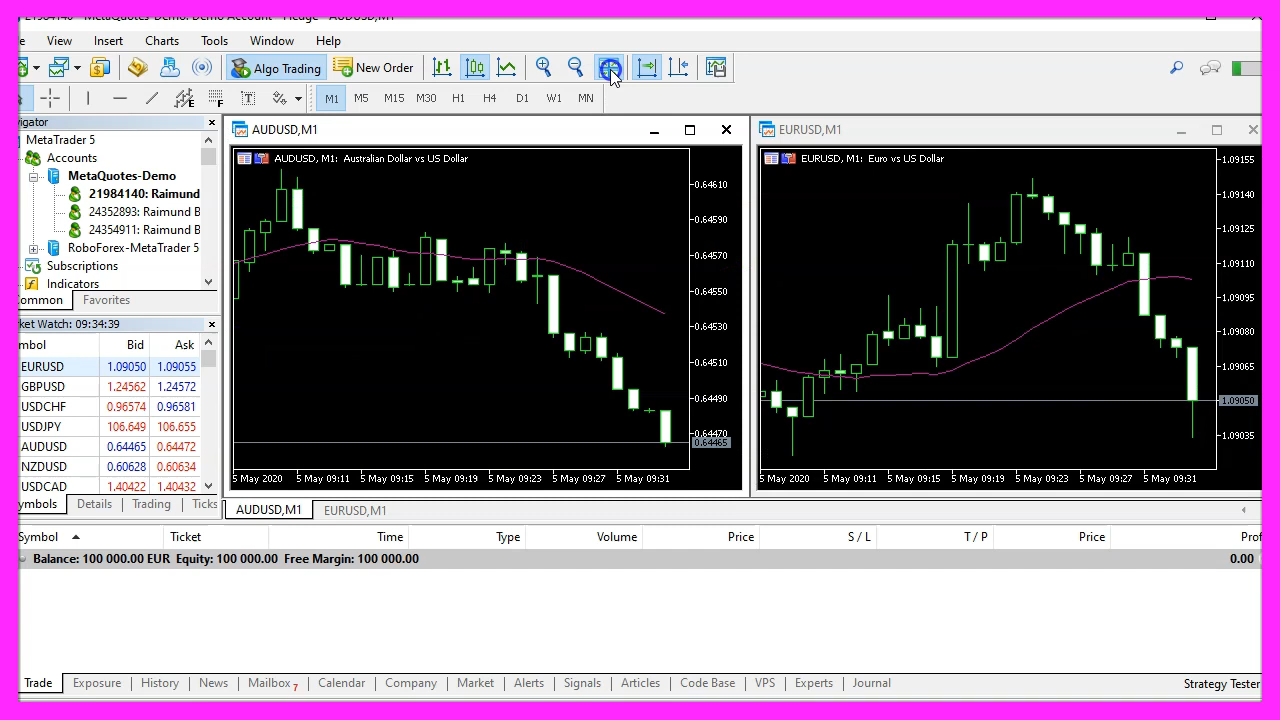 21984140 - MetaQuotes-Demo: Demo Account - Hedge - AUDUSD,M1
View Insert Charts Tools Window Help
Algo Trading New Order
M1 M5 M15 M30 H1 H4 D1 W1 MN
vigator
MetaTrader 5
Accounts
MetaQuotes-Demo
21984140: Raimund
24352893: Raimund B
24354911: Raimund B
RoboForex-MetaTrader 5
Subscriptions
Indicators
ommon Favorites
ket Watch: 09:34:39
mbol Bid Ask
EURUSD 1.09050 1.09055
GBPUSD 1.24562 1.24572
USDCHF 0.96574 0.96581
USDJPY 106.649 106.655
AUDUSD 0.64465 0.64472
NZDUSD 0.60628 0.60634
USDCAD 1.40422 1.40432
ymbols Details Trading Ticks
AUDUSD,M1
AUDUSD, M1: Australian Dollar vs US Dollar
0.64610
0.64590
0.64570
0.64550
0.64530
0.64510
0.64490
0.64470
0.64465
5 May 2020 5 May 09:11 5 May 09:15 5 May 09:19 5 May 09:23 5 May 09:27 5 May 09:31
EURUSD,M1
EURUSD, M1: Euro vs US Dollar
1.09155
1.09140
1.09125
1.09110
1.09095
1.09080
1.09065
1.09050
1.09035
5 May 2020 5 May 09:11 5 May 09:15 5 May 09:19 5 May 09:23 5 May 09:27 5 May 09:31
AUDUSD,M1 EURUSD,M1
Symbol Ticket Time Type Volume Price S / L T / P Price Prof
Balance: 100 000.00 EUR Equity: 100 000.00 Free Margin: 100 000.00 0.00
Trade Exposure History News Mailbox 7 Calendar Company Market Alerts Signals Articles Code Base VPS Experts Journal Strategy Tester